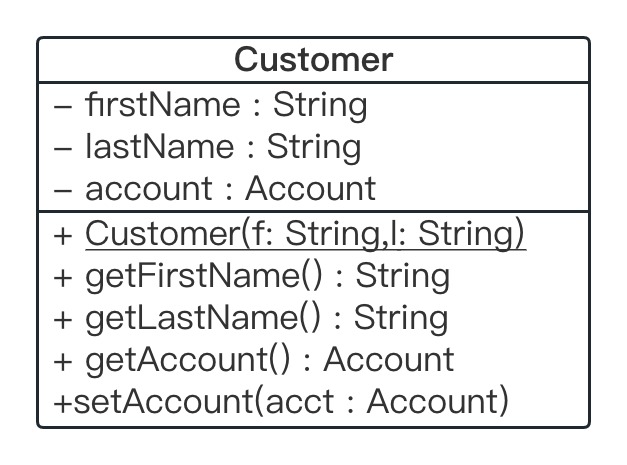 Customer
– firstName : String
– lastName : String
– account : Account
+ Customer(f: String,l: String)
+ getFirstName() : String
+ getLastName() : String
+ getAccount() : Account
+setAccount(acct : Account)